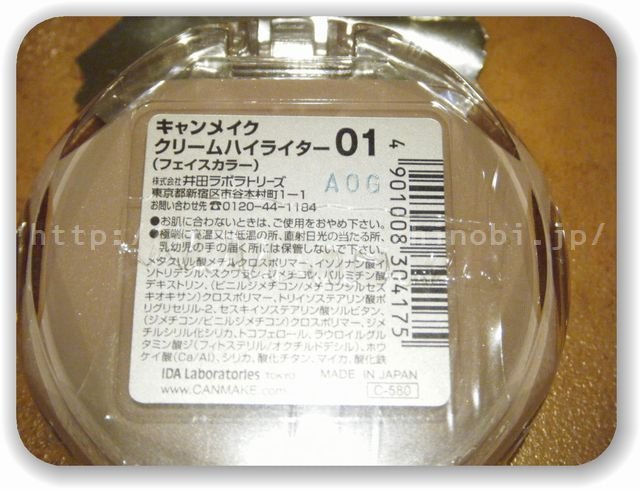 キャンメイク
クリームハイライター 01
(フェイスカラー)
株式会社 井田ラボラトリーズ
東京都新宿区市谷本村町1-1
お問い合わせ先 ☎0120-44-1184
A0G
●お肌に合わないときは、ご使用をおやめ下さい。
●極端に高温又は低温の所、直射日光の当たる所、
乳幼児の手の届く所には保管しないで下さい。
メタクリル酸メチルクロスポリマー、イソノナン酸イ
ソトリデシル、スクワラン、ジメチコン、パルミチン酸
デキストリン、(ビニルジメチコン/メチコンシルセス
キオキサン)クロスポリマー、トリイソステアリン酸ポ
リグリセリル-2、セスキイソステアリン酸ソルビタン、
(ジメチコン/ビニルジメチコン)クロスポリマー、ジメ
チルシリル化シリカ、トコフェロール、ラウロイルグル
タミン酸ジ(フィトステリル/オクチルドデシル)、ホウ
ケイ酸(Ca/Al)、シリカ、酸化チタン、マイカ、酸化鉄
IDA Laboratories TOKYO MADE IN JAPAN
www.CANMAKE.com C-580
4 901008 304175